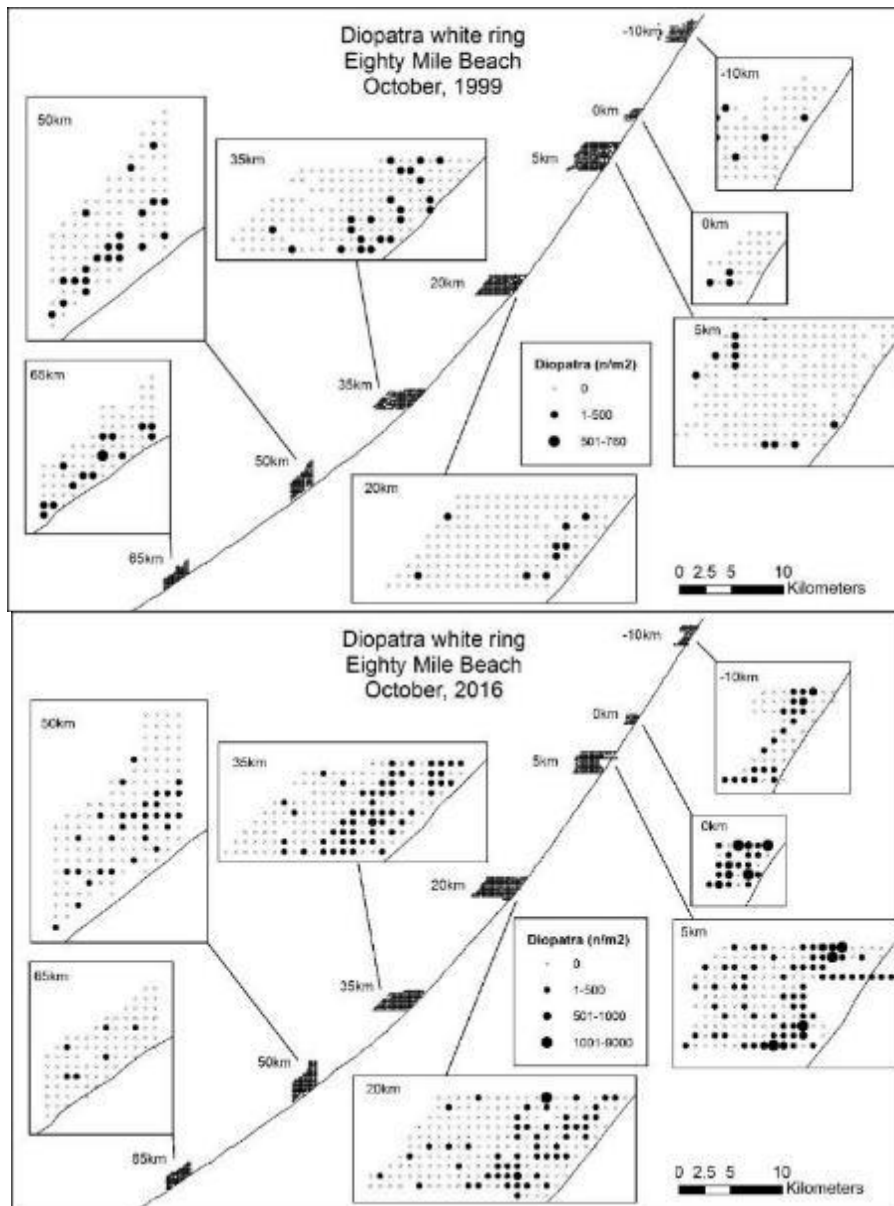 Diopatra white ring
Eighty Mile Beach
October, 1999
-10km
-10km
50km
0km
35km
5km
0km
20km
5km
65km
Diopatra (n/m2)
0
1-500
501-760
35km
50km
20km
65km
0 2.5 5 10
Kilometers
Diopatra white ring
Eighty Mile Beach
October, 2016
-10km
-10km
50km
0km
35km
5km
0km
20km
5km
65km
Diopatra (n/m2)
0
1-500
501-1000
1001-9000
35km
50km
20km
65km
0 2.5 5 10
Kilometers